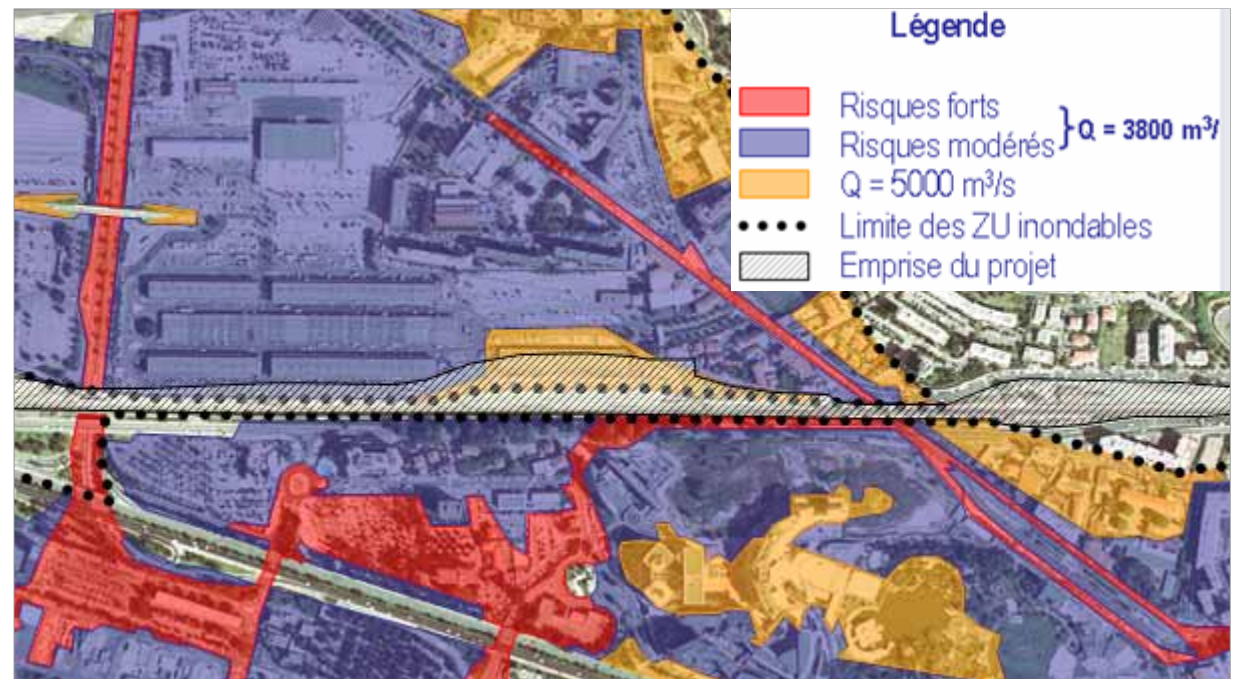 Légende
Risques forts
Risques modérés
} Q = 3800 m³/
Q = 5000 m³/s
Limite des ZU inondables
Emprise du projet